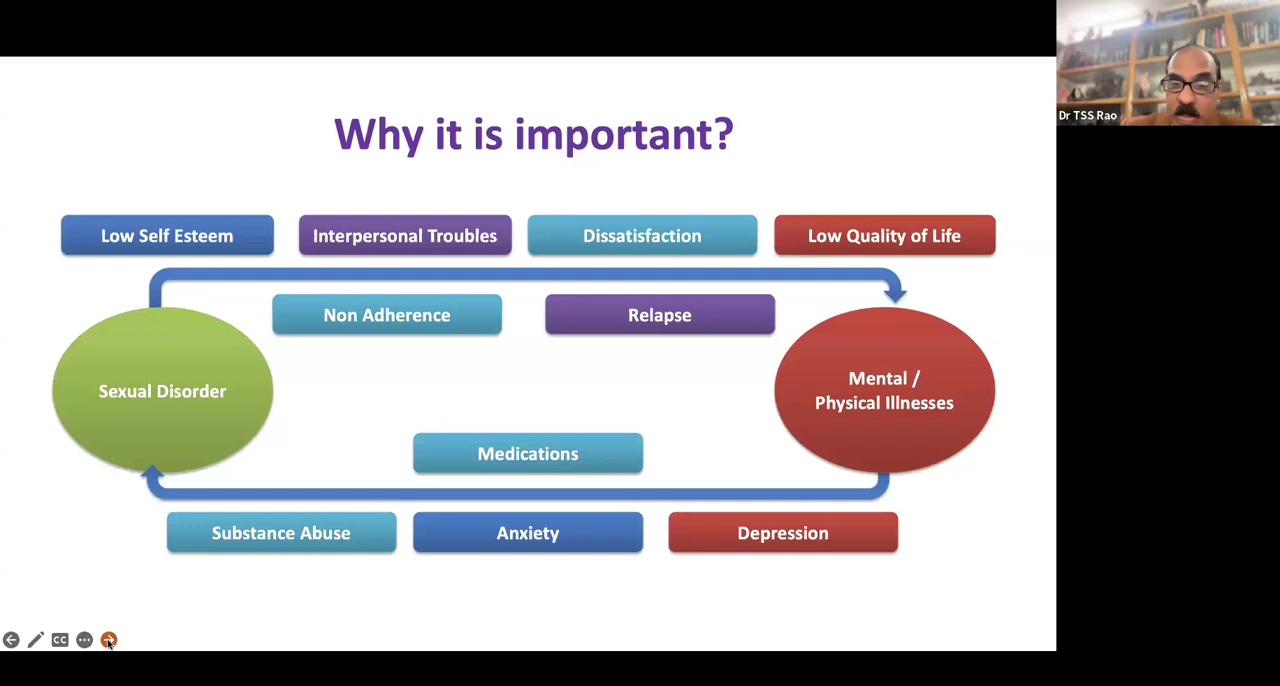 Why it is important?
Dr TSS Rao
Low Self Esteem
Interpersonal Troubles
Dissatisfaction
Low Quality of Life
Non Adherence
Relapse
Sexual Disorder
Mental /
Physical Illnesses
Medications
Substance Abuse
Anxiety
Depression
CC